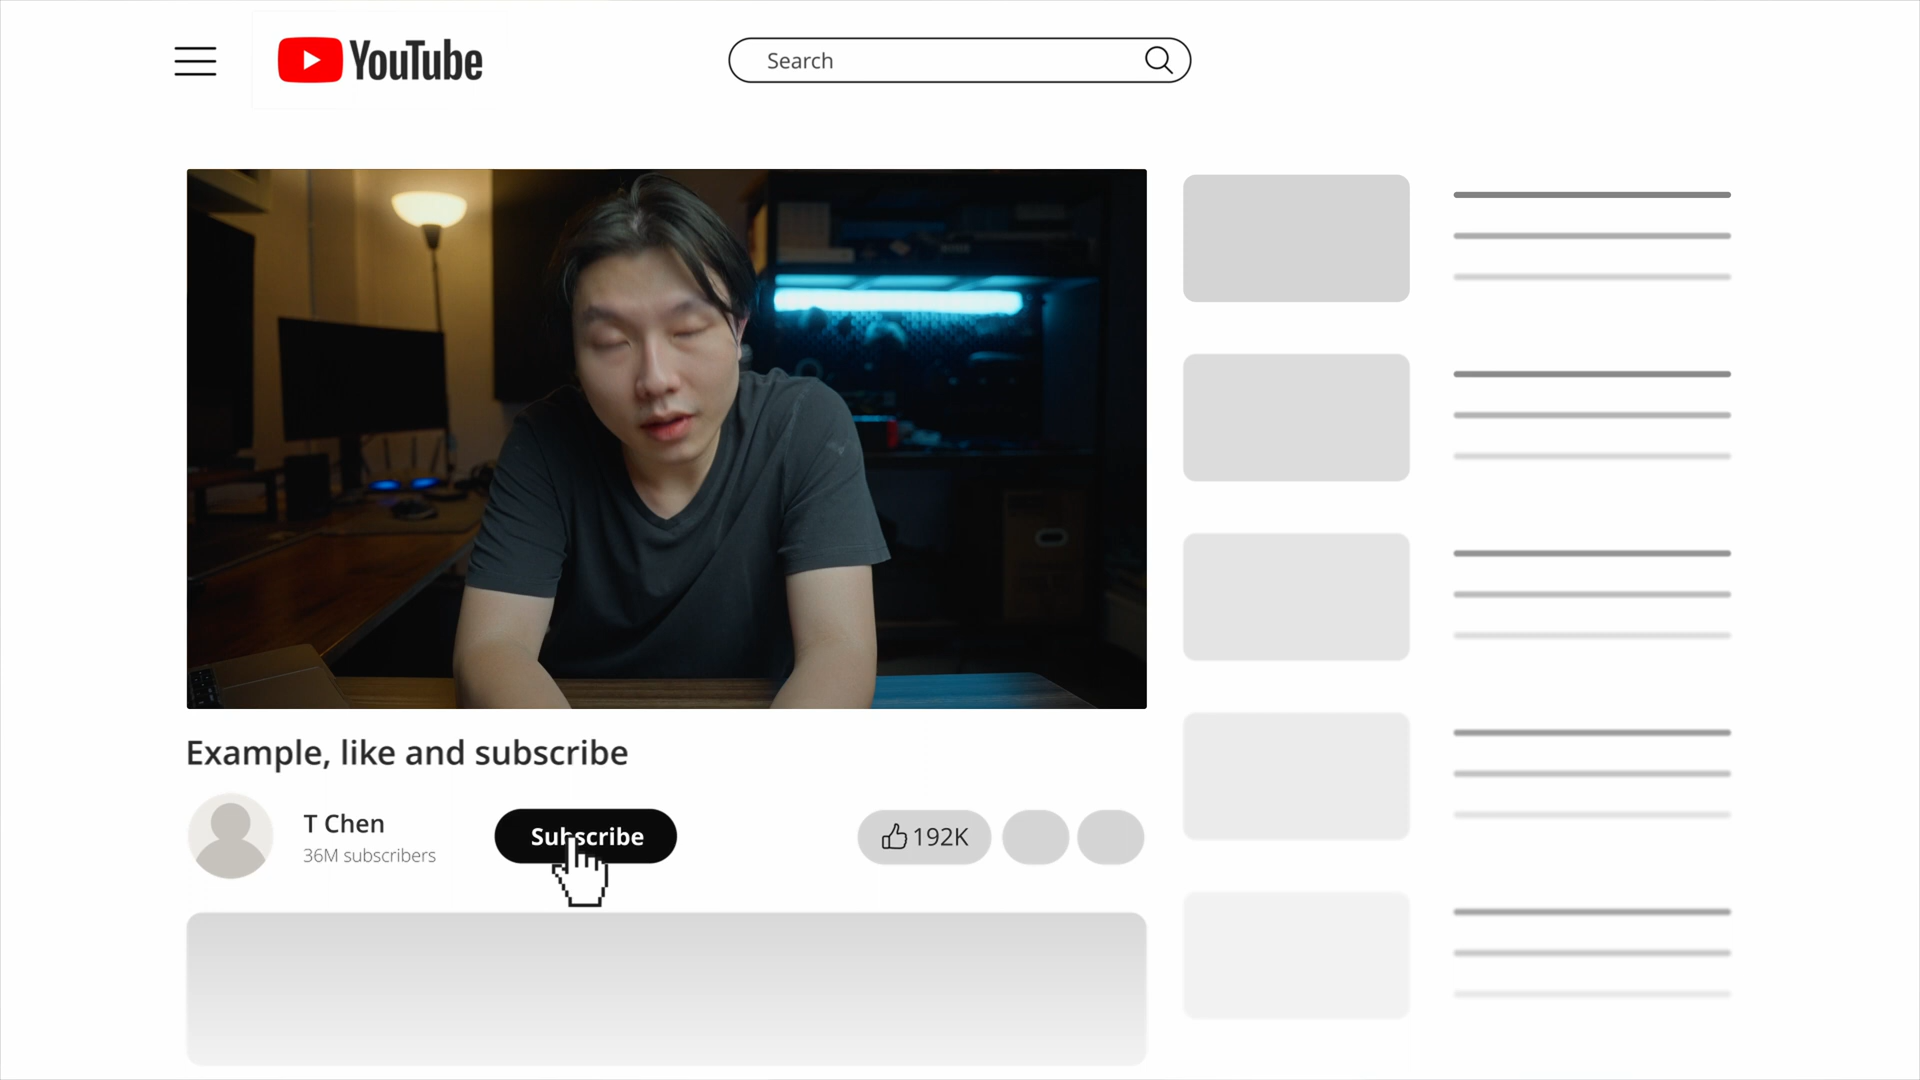 YouTube
Search
Example, like and subscribe
T Chen
36M subscribers
Subscribe
192K